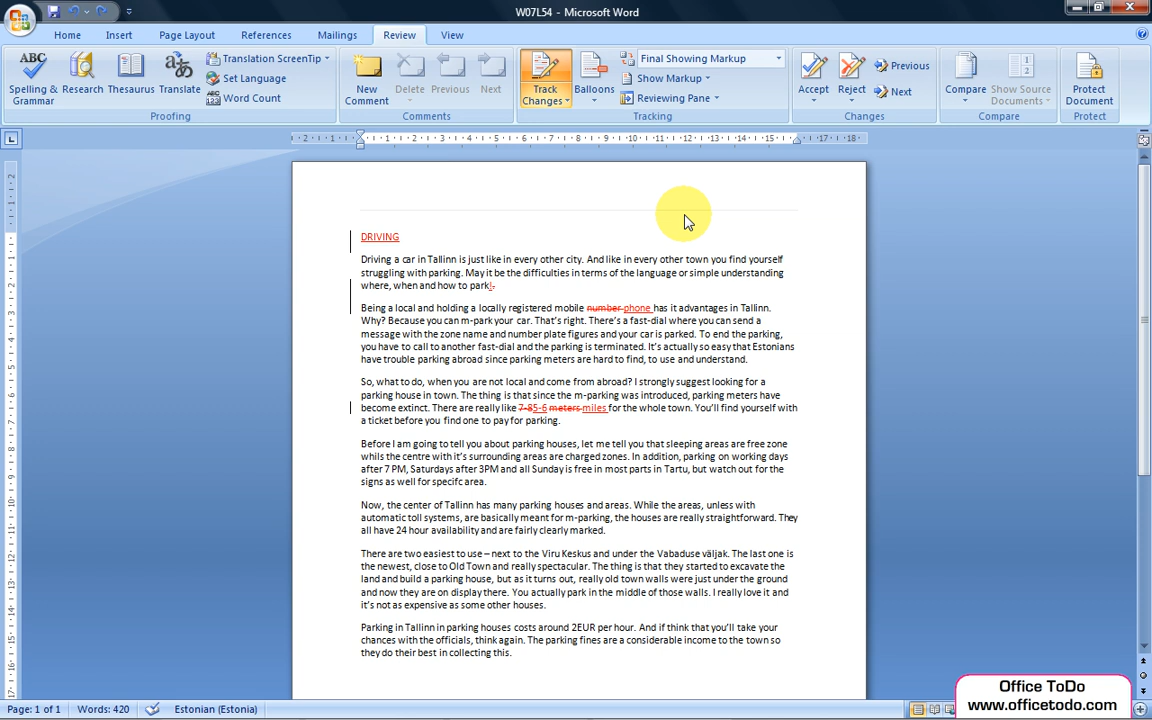 W07L54 - Microsoft Word
Home Insert Page Layout References Mailings Review View
ABC Spelling & Grammar Research Thesaurus Translate Translation ScreenTip
Set Language
ABC 123 Word Count
Proofing
New Comment Delete Previous Next
Comments
Track Changes Balloons Final Showing Markup
Show Markup
Reviewing Pane
Tracking
Accept Reject Previous
Next
Changes
Compare Show Source Documents
Compare
Protect Document
Protect
DRIVING
Driving a car in Tallinn is just like in every other city. And like in every other town you find yourself
struggling with parking. May it be the difficulties in terms of the language or simple understanding
where, when and how to park!.
Being a local and holding a locally registered mobile number phone has it advantages in Tallinn.
Why? Because you can m-park your car. That's right. There's a fast-dial where you can send a
message with the zone name and number plate figures and your car is parked. To end the parking,
you have to call to another fast-dial and the parking is terminated. It's actually so easy that Estonians
have trouble parking abroad since parking meters are hard to find, to use and understand.
So, what to do, when you are not local and come from abroad? I strongly suggest looking for a
parking house in town. The thing is that since the m-parking was introduced, parking meters have
become extinct. There are really like 7-85-6 meters miles for the whole town. You'll find yourself with
a ticket before you find one to pay for parking.
Before I am going to tell you about parking houses, let me tell you that sleeping areas are free zone
whils the centre with it's surrounding areas are charged zones. In addition, parking on working days
after 7 PM, Saturdays after 3PM and all Sunday is free in most parts in Tartu, but watch out for the
signs as well for specifc area.
Now, the center of Tallinn has many parking houses and areas. While the areas, unless with
automatic toll systems, are basically meant for m-parking, the houses are really straightforward. They
all have 24 hour availability and are fairly clearly marked.
There are two easiest to use – next to the Viru Keskus and under the Vabaduse väljak. The last one is
the newest, close to Old Town and really spectacular. The thing is that they started to excavate the
land and build a parking house, but as it turns out, really old town walls were just under the ground
and now they are on display there. You actually park in the middle of those walls. I really love it and
it's not as expensive as some other houses.
Parking in Tallinn in parking houses costs around 2EUR per hour. And if think that you'll take your
chances with the officials, think again. The parking fines are a considerable income to the town so
they do their best in collecting this.
Page: 1 of 1 Words: 420 Estonian (Estonia)
Office ToDo
www.officetodo.com